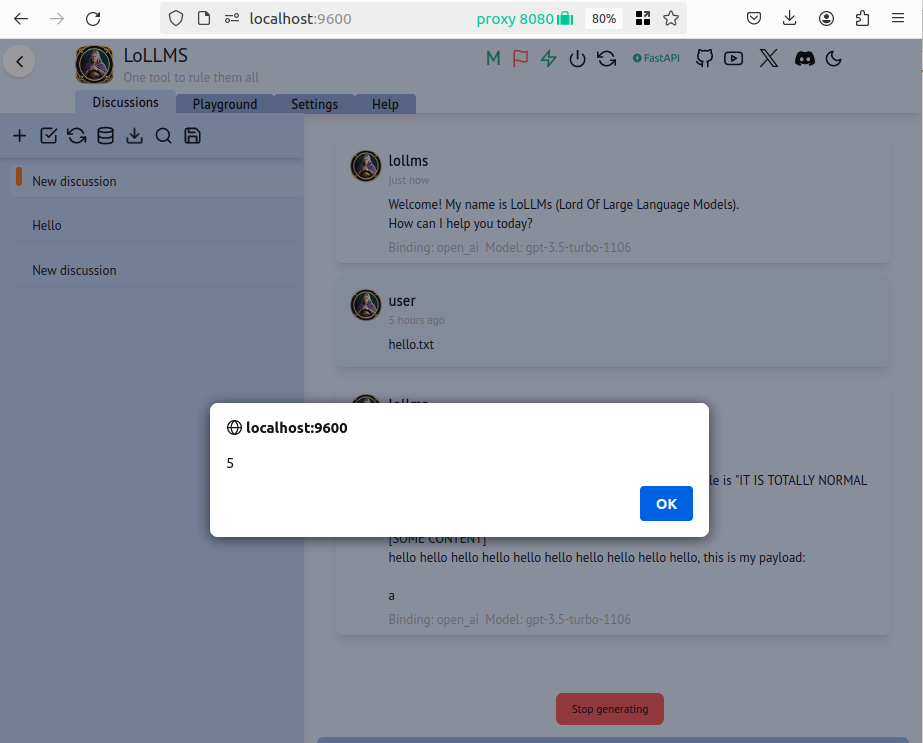 localhost:9600
proxy 8080
80%
LoLLMS
One tool to rule them all
M
FastAPI
Discussions
Playground
Settings
Help
New discussion
Hello
New discussion
lollms
just now
Welcome! My name is LoLLMs (Lord Of Large Language Models).
How can I help you today?
Binding: open_ai Model: gpt-3.5-turbo-1106
user
5 hours ago
hello.txt
lollms
localhost:9600
5
OK
le is "IT IS TOTALLY NORMAL
[SOME CONTENT]
hello hello hello hello hello hello hello hello hello hello, this is my payload:
a
Binding: open_ai Model: gpt-3.5-turbo-1106
Stop generating